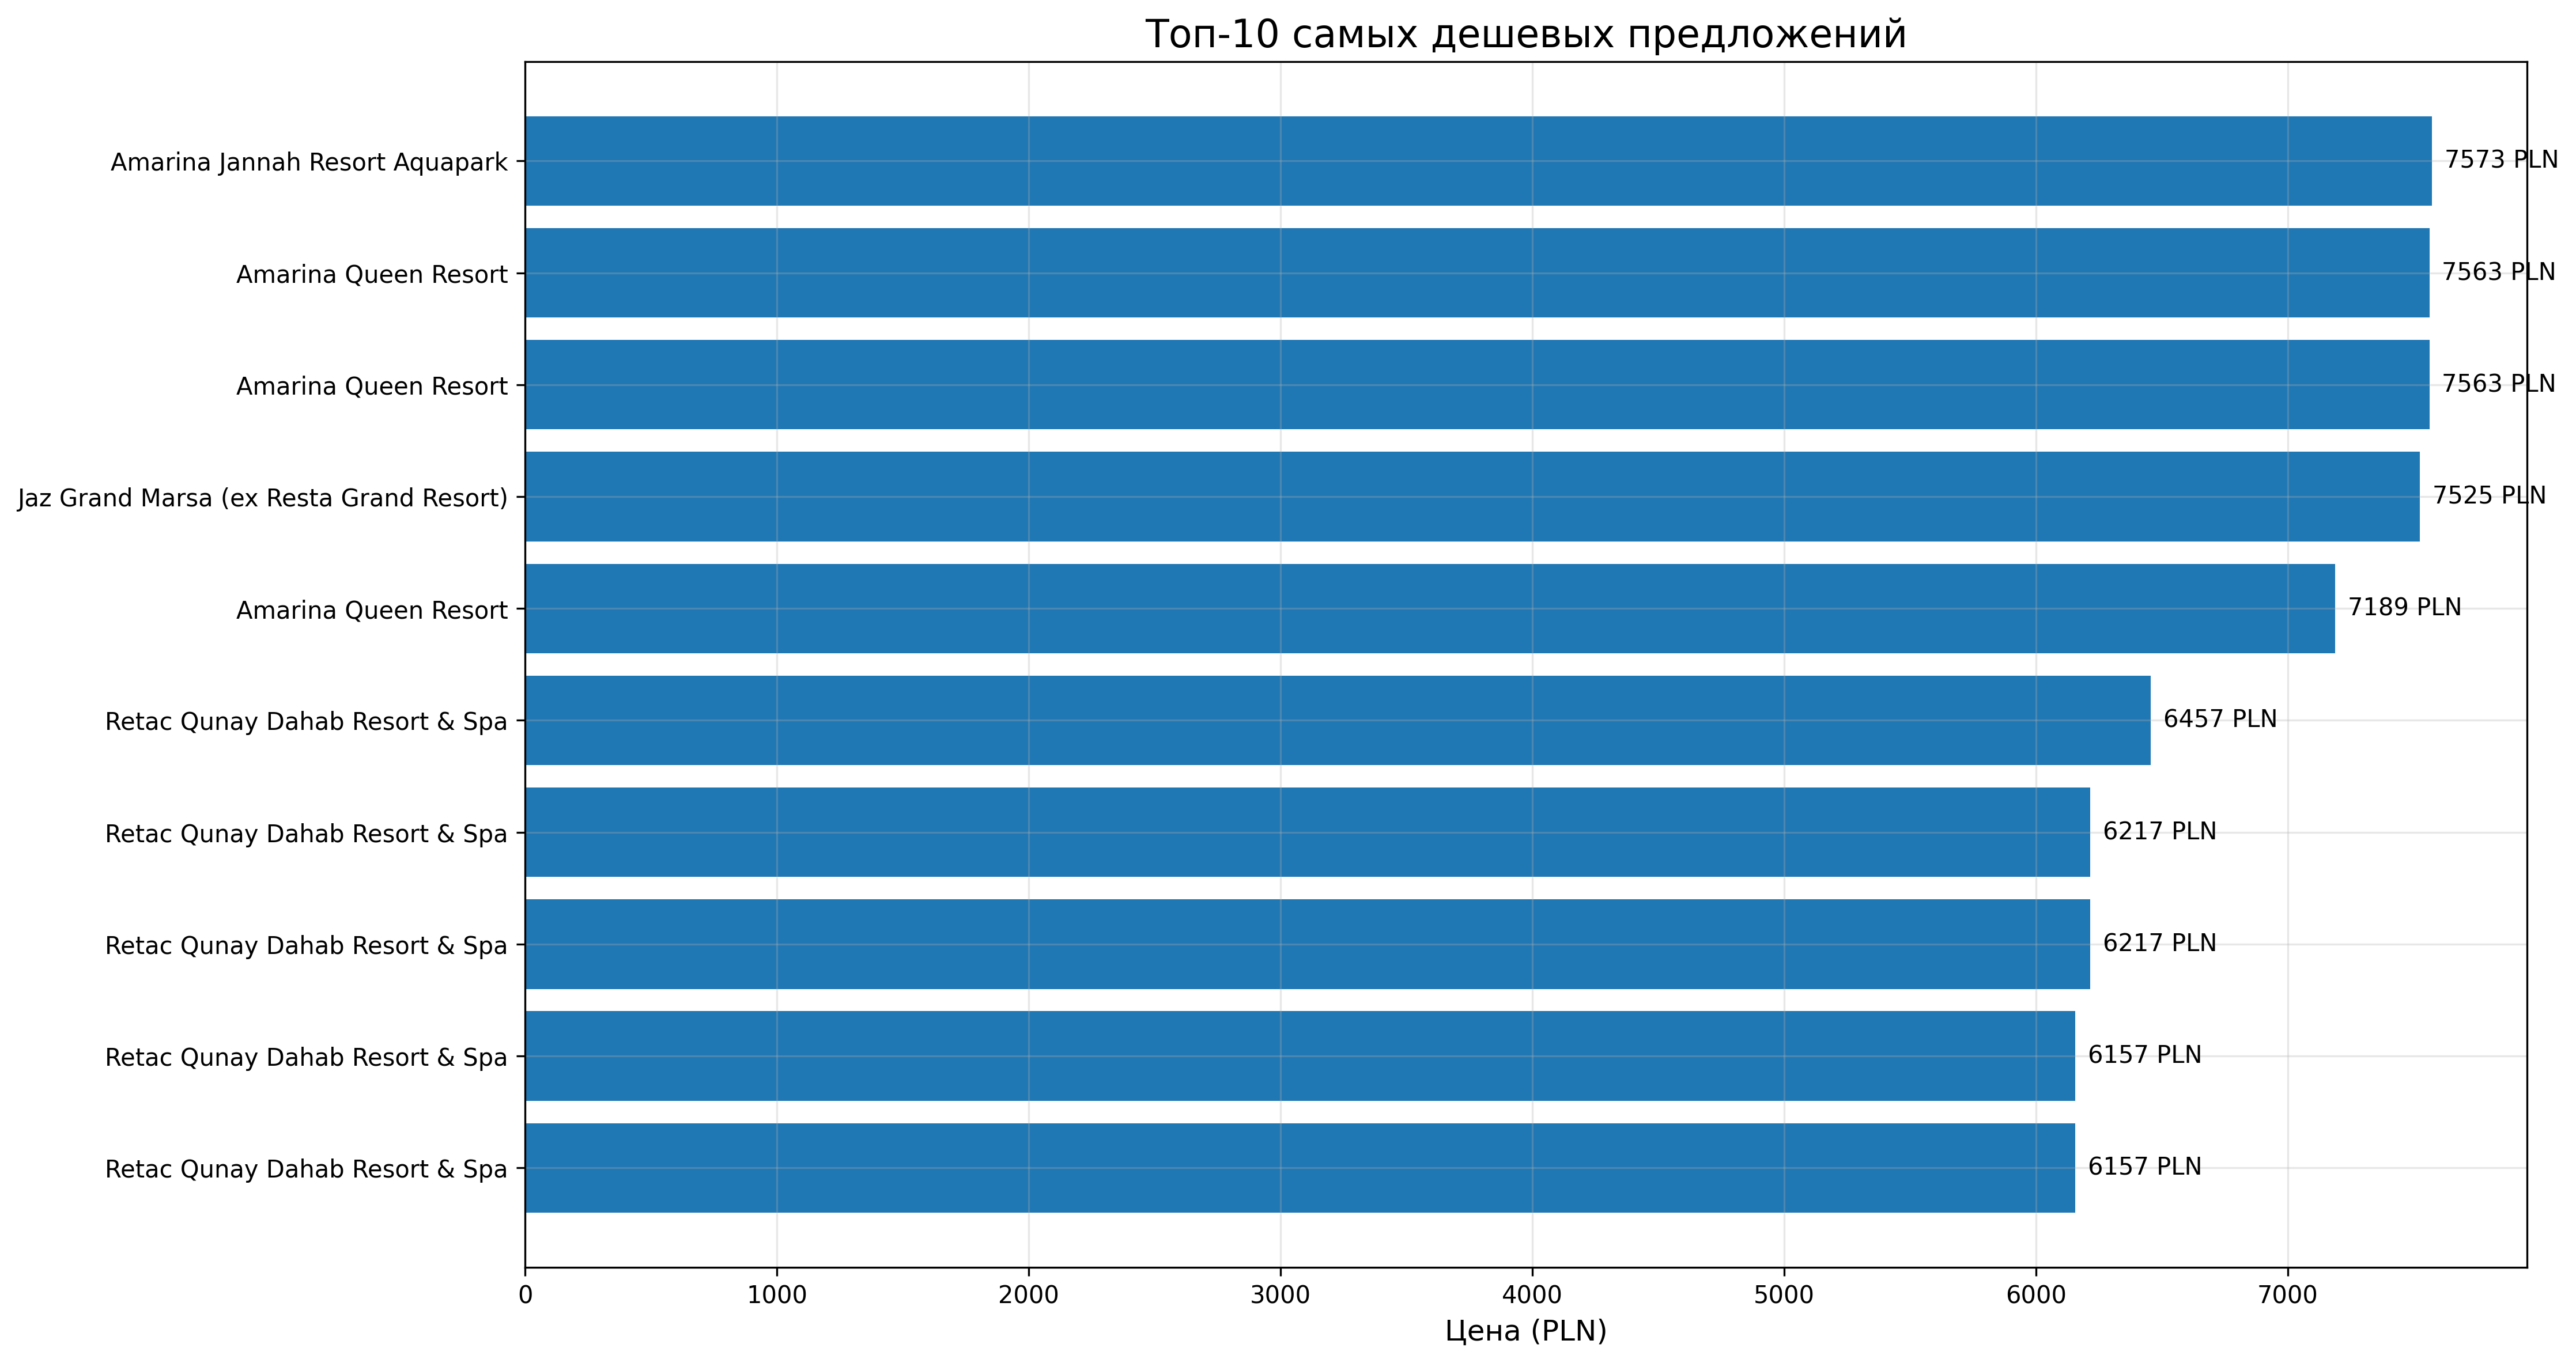 Топ-10 самых дешевых предложений
Amarina Jannah Resort Aquapark
7573 PLN
Amarina Queen Resort
7563 PLN
Amarina Queen Resort
7563 PLN
Jaz Grand Marsa (ex Resta Grand Resort)
7525 PLN
Amarina Queen Resort
7189 PLN
Retac Qunay Dahab Resort & Spa
6457 PLN
Retac Qunay Dahab Resort & Spa
6217 PLN
Retac Qunay Dahab Resort & Spa
6217 PLN
Retac Qunay Dahab Resort & Spa
6157 PLN
Retac Qunay Dahab Resort & Spa
6157 PLN
0 1000 2000 3000 4000 5000 6000 7000
Цена (PLN)